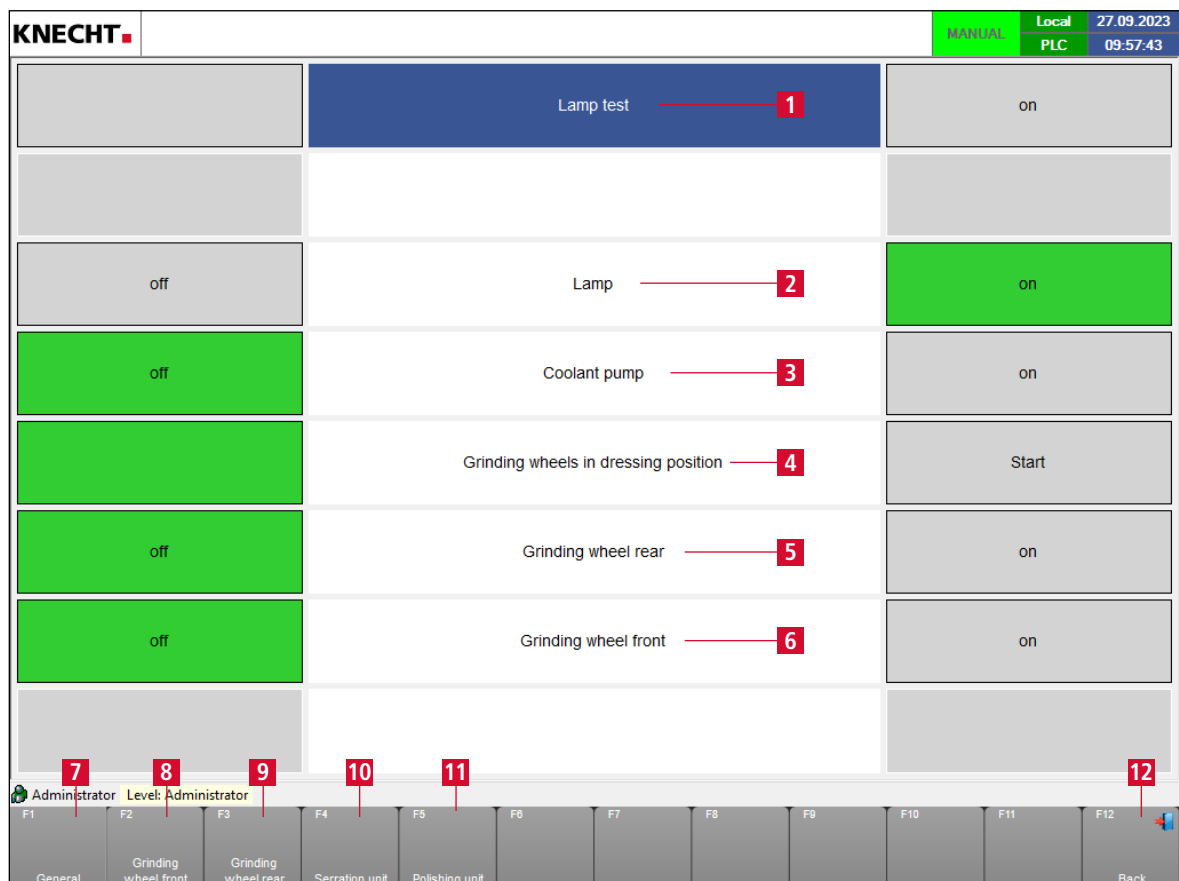 KNECHT
MANUAL
Local
27.09.2023
PLC
09:57:43
Lamp test
1
on
off
Lamp
2
on
off
Coolant pump
3
on
Grinding wheels in dressing position
4
Start
off
Grinding wheel rear
5
on
off
Grinding wheel front
6
on
7
8
9
10
11
12
Administrator Level: Administrator
F1
F2
F3
F4
F5
F6
F7
F8
F9
F10
F11
F12
General
Grinding
wheel front
Grinding
wheel rear
Serration unit
Polishing unit
Back